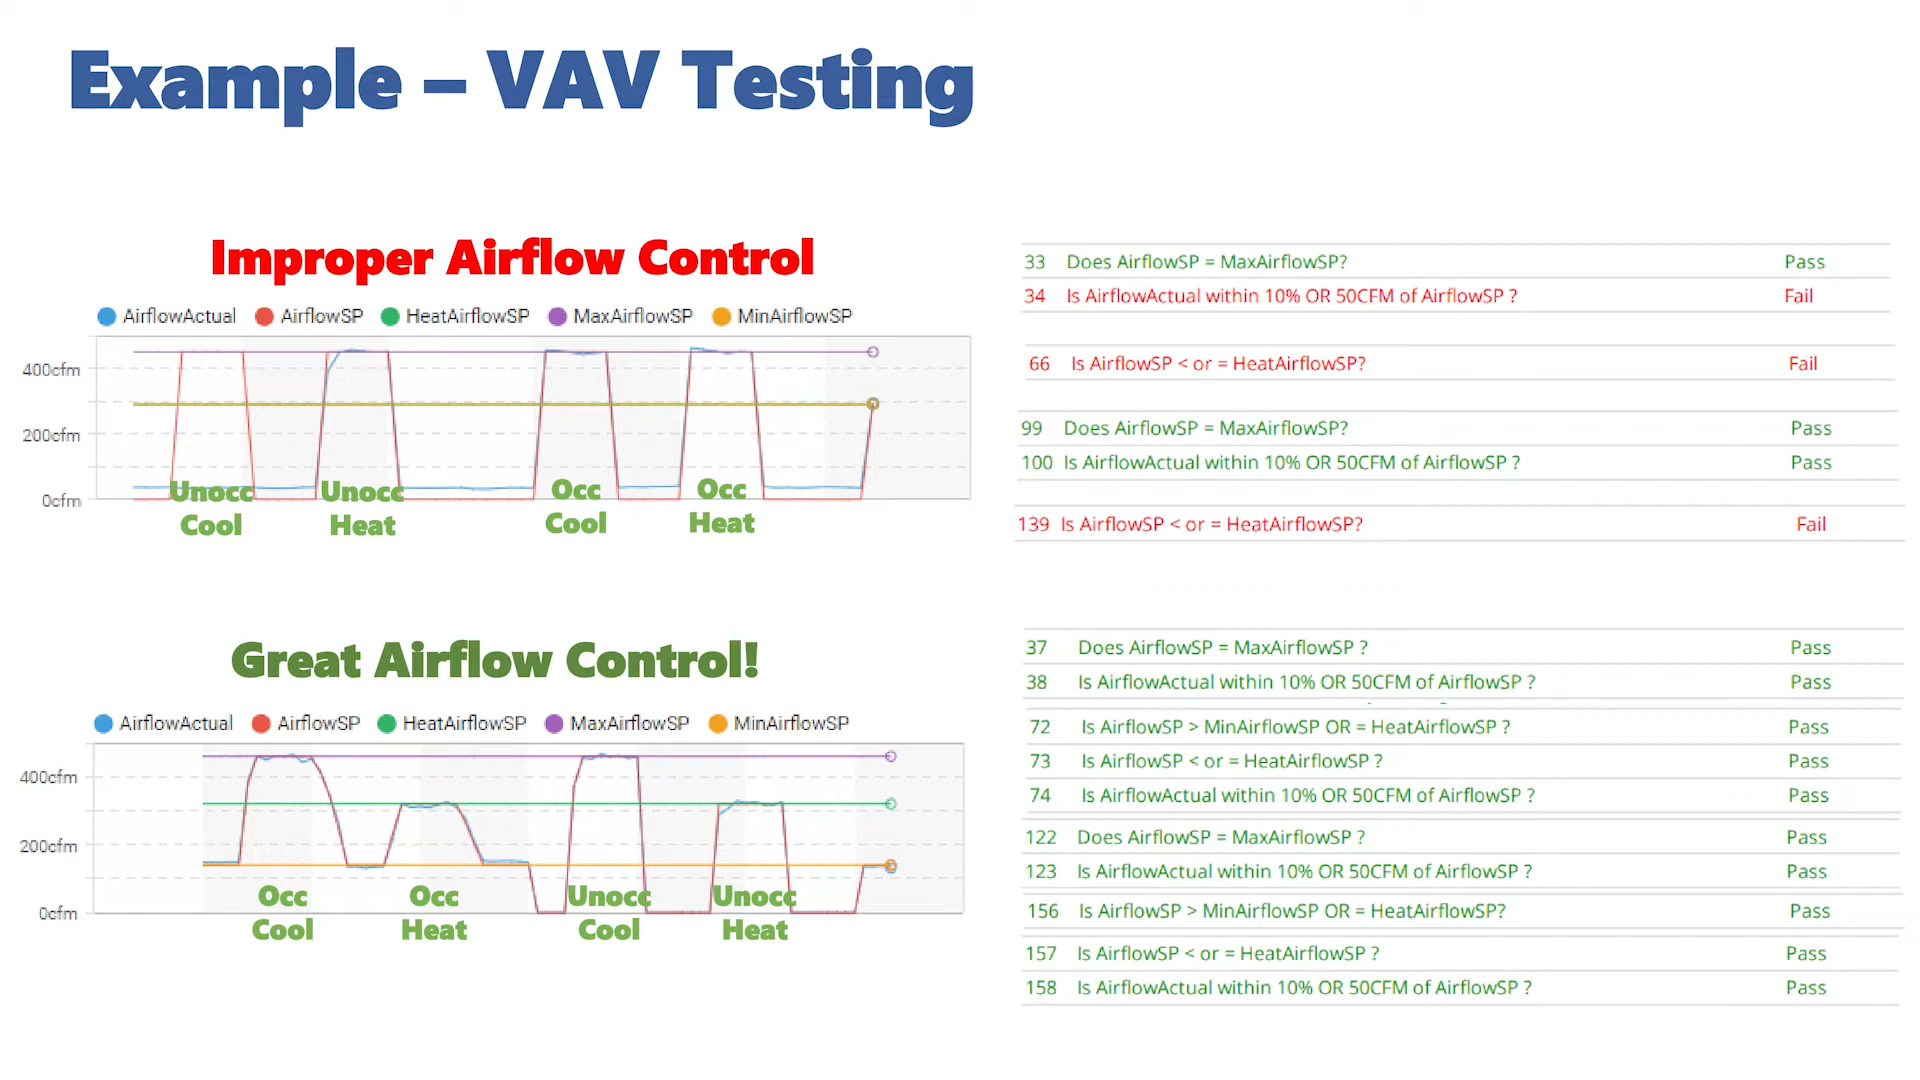 Example – VAV Testing
Improper Airflow Control
AirflowActual AirflowSP HeatAirflowSP MaxAirflowSP MinAirflowSP
400cfm
200cfm
0cfm
Unocc Cool
Unocc Heat
Occ Cool
Occ Heat
33 Does AirflowSP = MaxAirflowSP? Pass
34 Is AirflowActual within 10% OR 50CFM of AirflowSP ? Fail
66 Is AirflowSP < or = HeatAirflowSP? Fail
99 Does AirflowSP = MaxAirflowSP? Pass
100 Is AirflowActual within 10% OR 50CFM of AirflowSP ? Pass
139 Is AirflowSP < or = HeatAirflowSP? Fail
Great Airflow Control!
AirflowActual AirflowSP HeatAirflowSP MaxAirflowSP MinAirflowSP
400cfm
200cfm
0cfm
Occ Cool
Occ Heat
Unocc Cool
Unocc Heat
37 Does AirflowSP = MaxAirflowSP ? Pass
38 Is AirflowActual within 10% OR 50CFM of AirflowSP ? Pass
72 Is AirflowSP > MinAirflowSP OR = HeatAirflowSP ? Pass
73 Is AirflowSP < or = HeatAirflowSP ? Pass
74 Is AirflowActual within 10% OR 50CFM of AirflowSP ? Pass
122 Does AirflowSP = MaxAirflowSP ? Pass
123 Is AirflowActual within 10% OR 50CFM of AirflowSP ? Pass
156 Is AirflowSP > MinAirflowSP OR = HeatAirflowSP? Pass
157 Is AirflowSP < or = HeatAirflowSP ? Pass
158 Is AirflowActual within 10% OR 50CFM of AirflowSP ? Pass